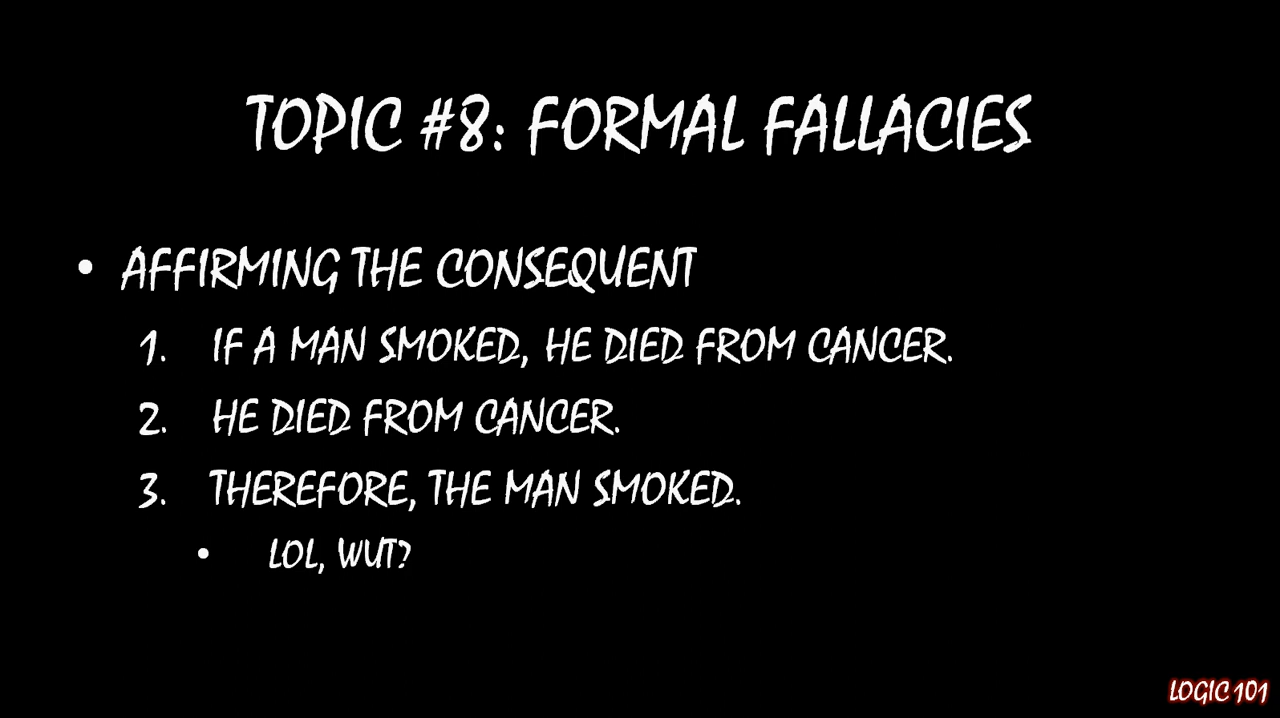 TOPIC #8: FORMAL FALLACIES
• AFFIRMING THE CONSEQUENT
1. IF A MAN SMOKED, HE DIED FROM CANCER.
2. HE DIED FROM CANCER.
3. THEREFORE, THE MAN SMOKED.
• LOL, WUT?
LOGIC 101